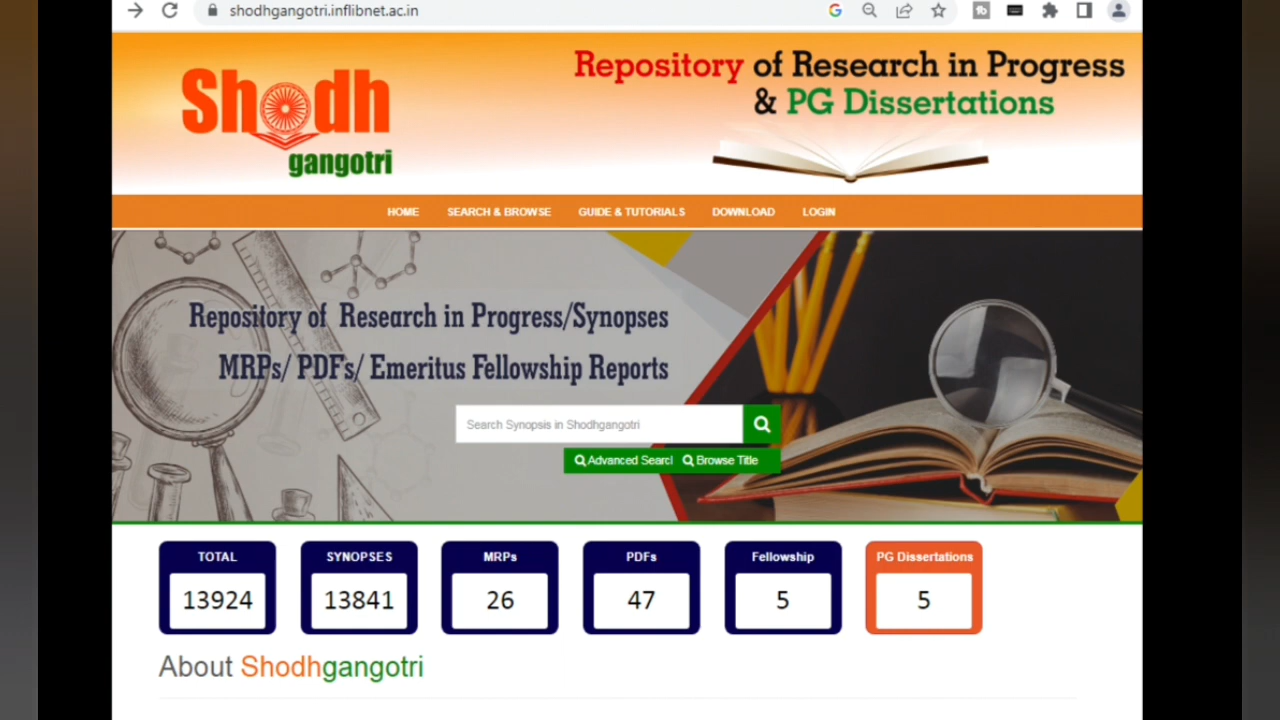 shodhgangotri.inflibnet.ac.in
Shodh
gangotri
Repository of Research in Progress
& PG Dissertations
HOME SEARCH & BROWSE GUIDE & TUTORIALS DOWNLOAD LOGIN
Repository of Research in Progress/Synopses
MRPs/ PDFs/ Emeritus Fellowship Reports
Search Synopsis in Shodhgangotri
Advanced Searcl Browse Title
TOTAL SYNOPSES MRPs PDFs Fellowship PG Dissertations
13924 13841 26 47 5 5
About Shodhgangotri